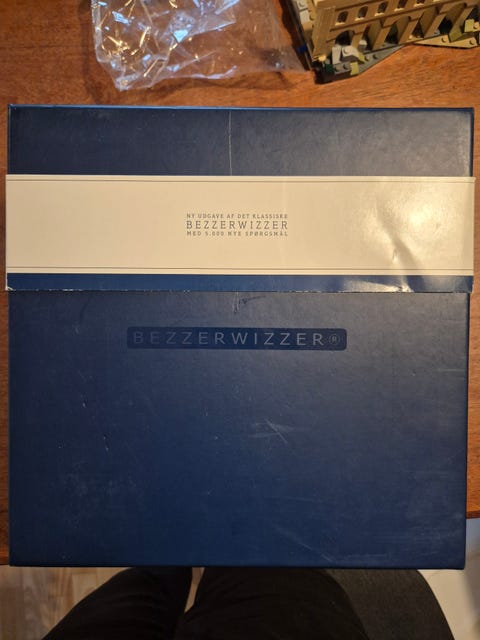 NY UDGAVE AF DET KLASSISKE
BEZZERWIZZER
MED 5.000 NYE SPØRGSMÅL
BEZZERWIZZER®